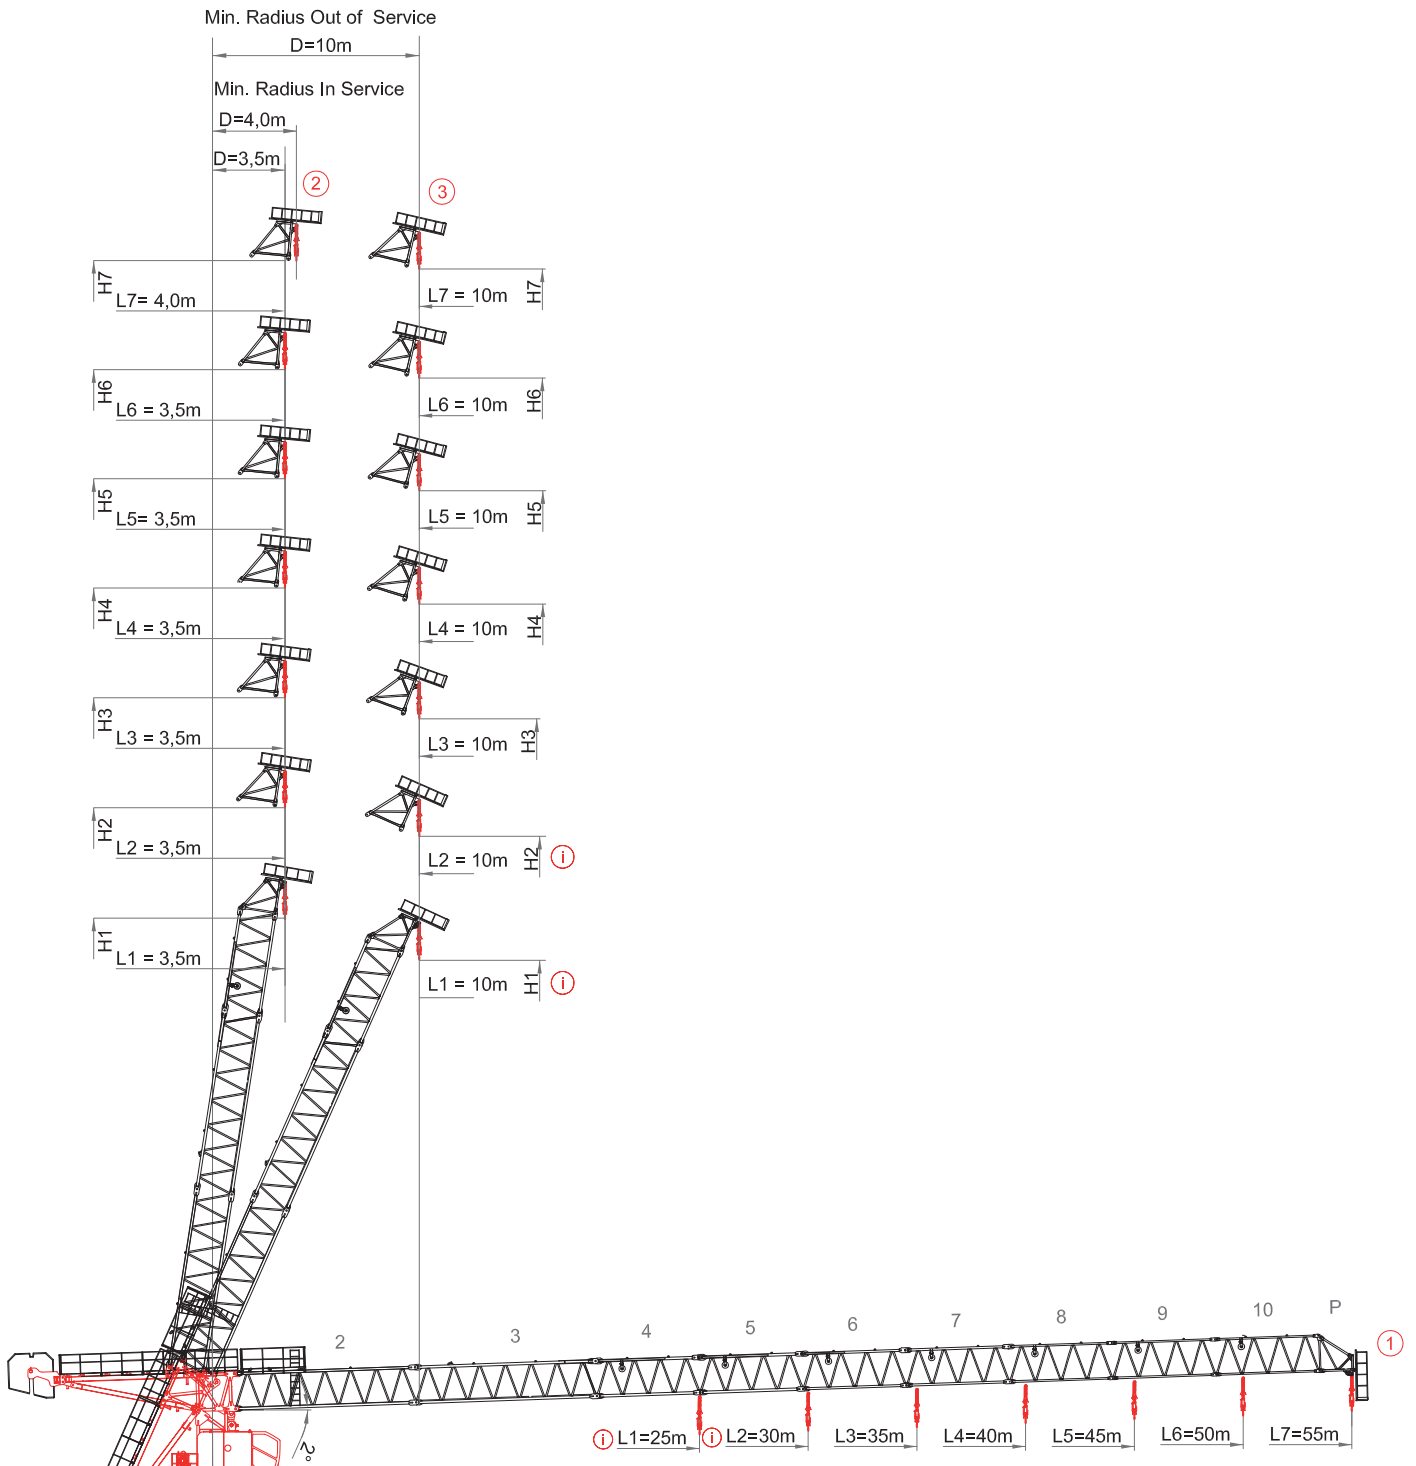 Min. Radius Out of Service
D=10m
Min. Radius In Service
D=4,0m
D=3,5m
2
3
H7
L7= 4,0m
L7 = 10m
H7
H6
L6 = 3,5m
L6 = 10m
H6
H5
L5= 3,5m
L5 = 10m
H5
H4
L4 = 3,5m
L4 = 10m
H4
H3
L3 = 3,5m
L3 = 10m
H3
H2
L2 = 3,5m
L2 = 10m
H2
i
H1
L1 = 3,5m
L1 = 10m
H1
i
2
3
4
5
6
7
8
9
10
P
1
2°
i
L1=25m
i
L2=30m
L3=35m
L4=40m
L5=45m
L6=50m
L7=55m